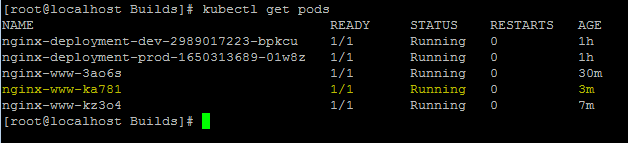 [root@localhost Builds]# kubectl get pods
NAME READY STATUS RESTARTS AGE
nginx-deployment-dev-2989017223-bpkcu 1/1 Running 0 1h
nginx-deployment-prod-1650313689-01w8z 1/1 Running 0 1h
nginx-www-3ao6s 1/1 Running 0 30m
nginx-www-ka781 1/1 Running 0 3m
nginx-www-kz3o4 1/1 Running 0 7m
[root@localhost Builds]#